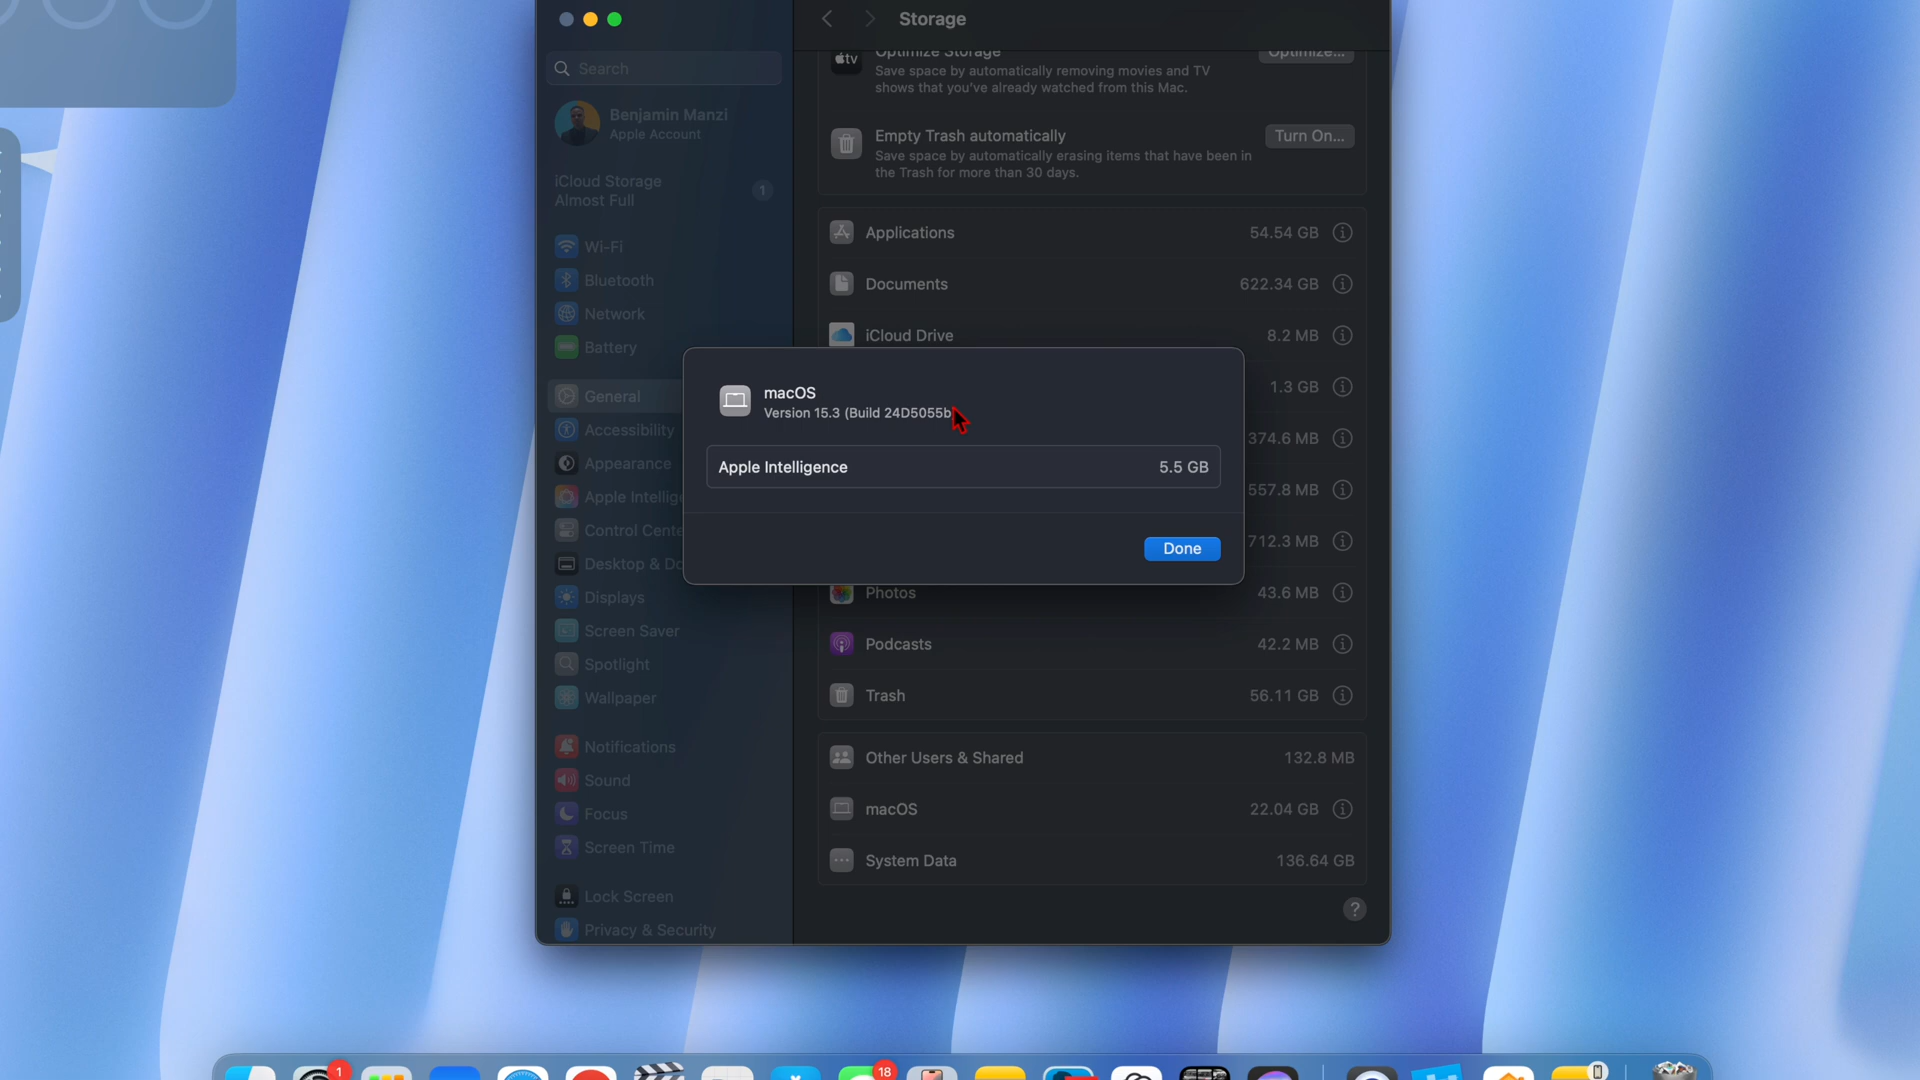 Storage
Search
Benjamin Manzi
Apple Account
iCloud Storage
Almost Full
1
Wi-Fi
Bluetooth
Network
Battery
General
Accessibility
Appearance
Apple Intellig
Control Cente
Desktop & Do
Displays
Screen Saver
Spotlight
Wallpaper
Notifications
Sound
Focus
Screen Time
Lock Screen
Privacy & Security
tv
Optimize Storage
Optimize...
Save space by automatically removing movies and TV
shows that you've already watched from this Mac.
Empty Trash automatically
Turn On...
Save space by automatically erasing items that have been in
the Trash for more than 30 days.
Applications 54.54 GB
Documents 622.34 GB
iCloud Drive 8.2 MB
1.3 GB
374.6 MB
557.8 MB
712.3 MB
macOS
Version 15.3 (Build 24D5055b
Apple Intelligence 5.5 GB
Done
Photos 43.6 MB
Podcasts 42.2 MB
Trash 56.11 GB
Other Users & Shared 132.8 MB
macOS 22.04 GB
System Data 136.64 GB
?
1
18